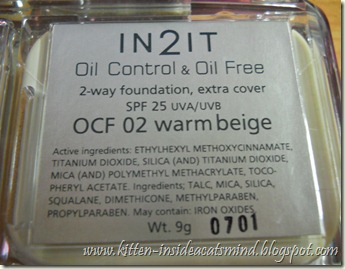 IN2IT
Oil Control & Oil Free
2-way foundation, extra cover
SPF 25 UVA/UVB
OCF 02 warm beige
Active ingredients: ETHYLHEXYL METHOXYCINNAMATE,
TITANIUM DIOXIDE, SILICA (AND) TITANIUM DIOXIDE,
MICA (AND) POLYMETHYL METHACRYLATE, TOCO-
PHERYL ACETATE. Ingredients: TALC, MICA, SILICA,
SQUALANE, DIMETHICONE, METHYLPARABEN,
PROPYLPARABEN. May contain: IRON OXIDES
Wt. 9g 0701
www.kitten-insideacatsmind.blogspot.com